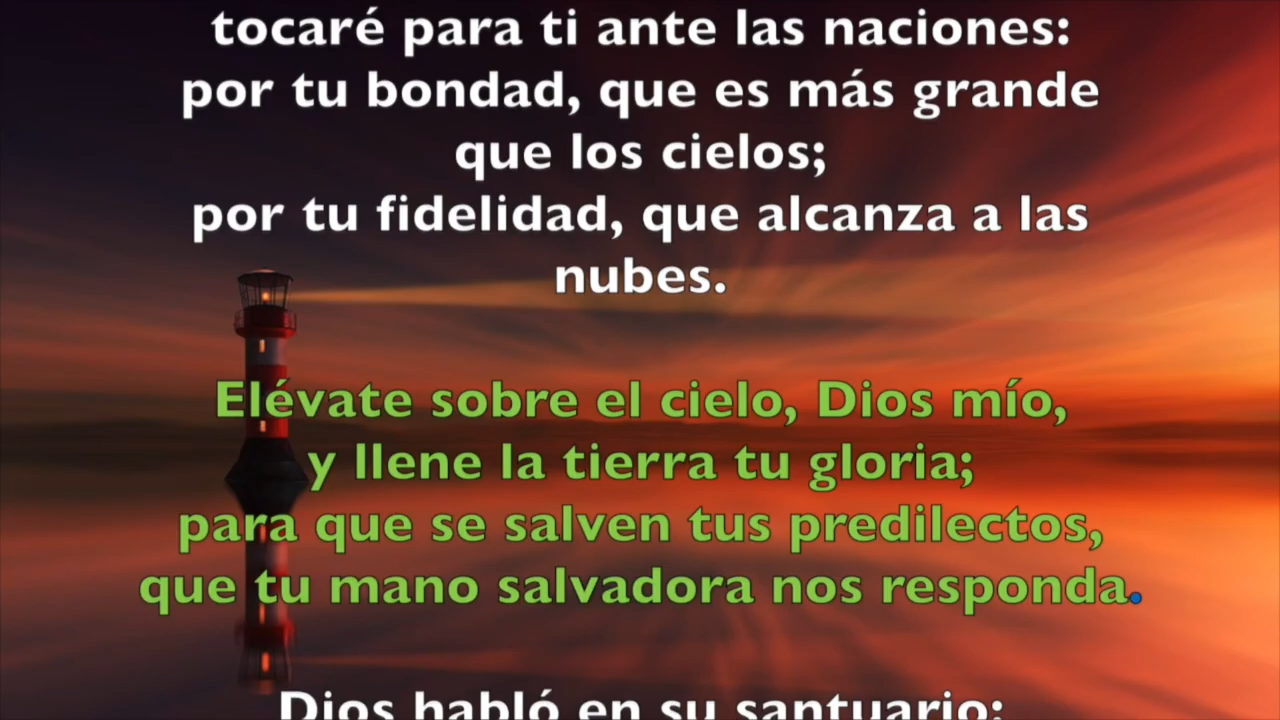 tocaré para ti ante las naciones:
por tu bondad, que es más grande
que los cielos;
por tu fidelidad, que alcanza a las
nubes.
Elévate sobre el cielo, Dios mío,
y llene la tierra tu gloria;
para que se salven tus predilectos,
que tu mano salvadora nos responda.
Dios habló en su santuario: